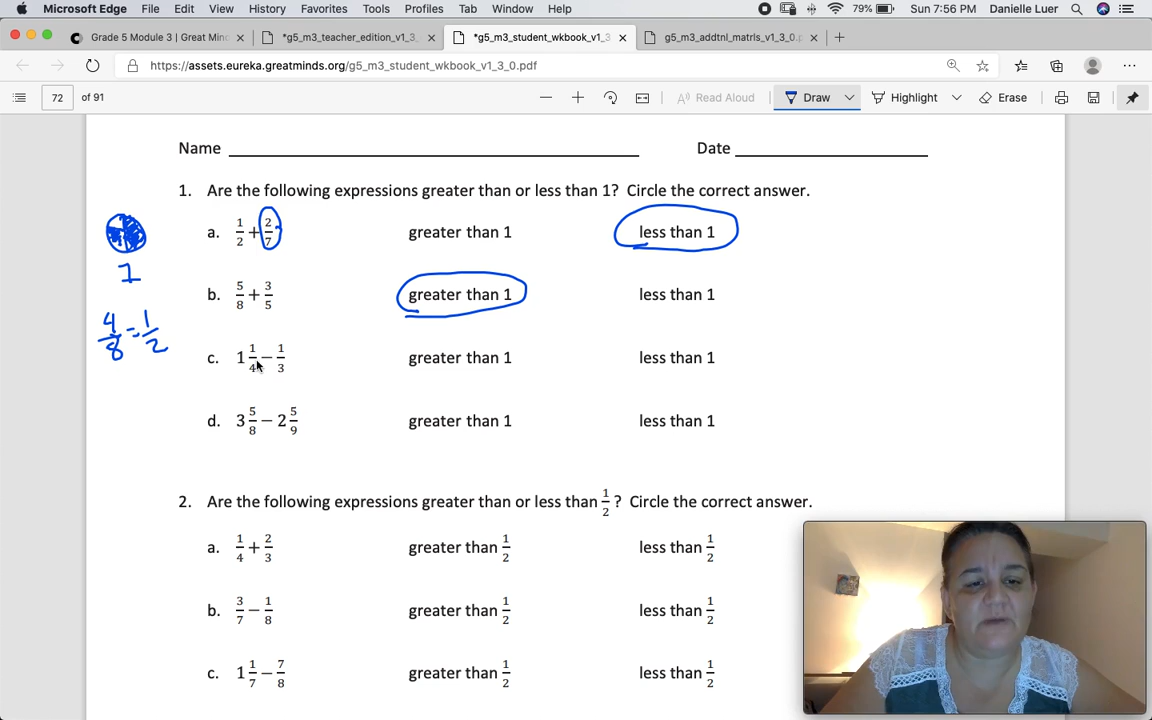 Microsoft Edge File Edit View History Favorites Tools Profiles Tab Window Help 79% Sun 7:56 PM Danielle Luer
Grade 5 Module 3 | Great Min *g5_m3_teacher_edition_v1_3_ *g5_m3_student_wkbook_v1_3 g5_m3_addtnl_matrls_v1_3_0.p
https://assets.eureka.greatminds.org/g5_m3_student_wkbook_v1_3_0.pdf
72 of 91 Read Aloud Draw Highlight Erase
Name Date
1. Are the following expressions greater than or less than 1? Circle the correct answer.
a. 1/2 + 2/7 greater than 1 less than 1
1
b. 5/8 + 3/5 greater than 1 less than 1
4/8 = 1/2
c. 1 1/4 − 1/3 greater than 1 less than 1
d. 3 5/8 − 2 5/9 greater than 1 less than 1
2. Are the following expressions greater than or less than 1/2? Circle the correct answer.
a. 1/4 + 2/3 greater than 1/2 less than 1/2
b. 3/7 − 1/8 greater than 1/2 less than 1/2
c. 1 1/7 − 7/8 greater than 1/2 less than 1/2